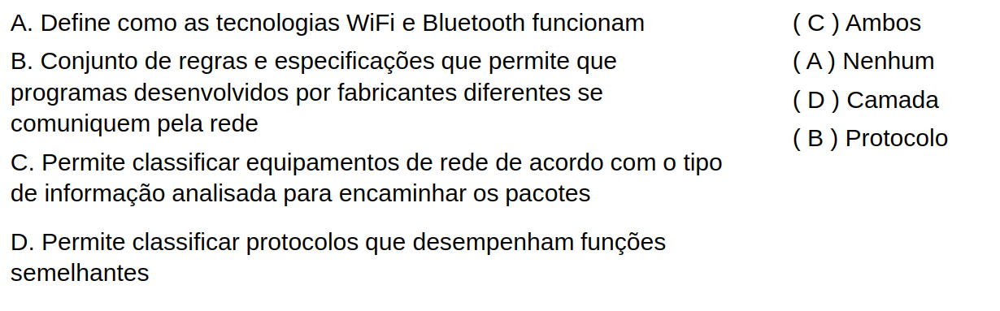 A. Define como as tecnologias WiFi e Bluetooth funcionam
B. Conjunto de regras e especificações que permite que
programas desenvolvidos por fabricantes diferentes se
comuniquem pela rede
C. Permite classificar equipamentos de rede de acordo com o tipo
de informação analisada para encaminhar os pacotes
D. Permite classificar protocolos que desempenham funções
semelhantes
( C ) Ambos
( A ) Nenhum
( D ) Camada
( B ) Protocolo